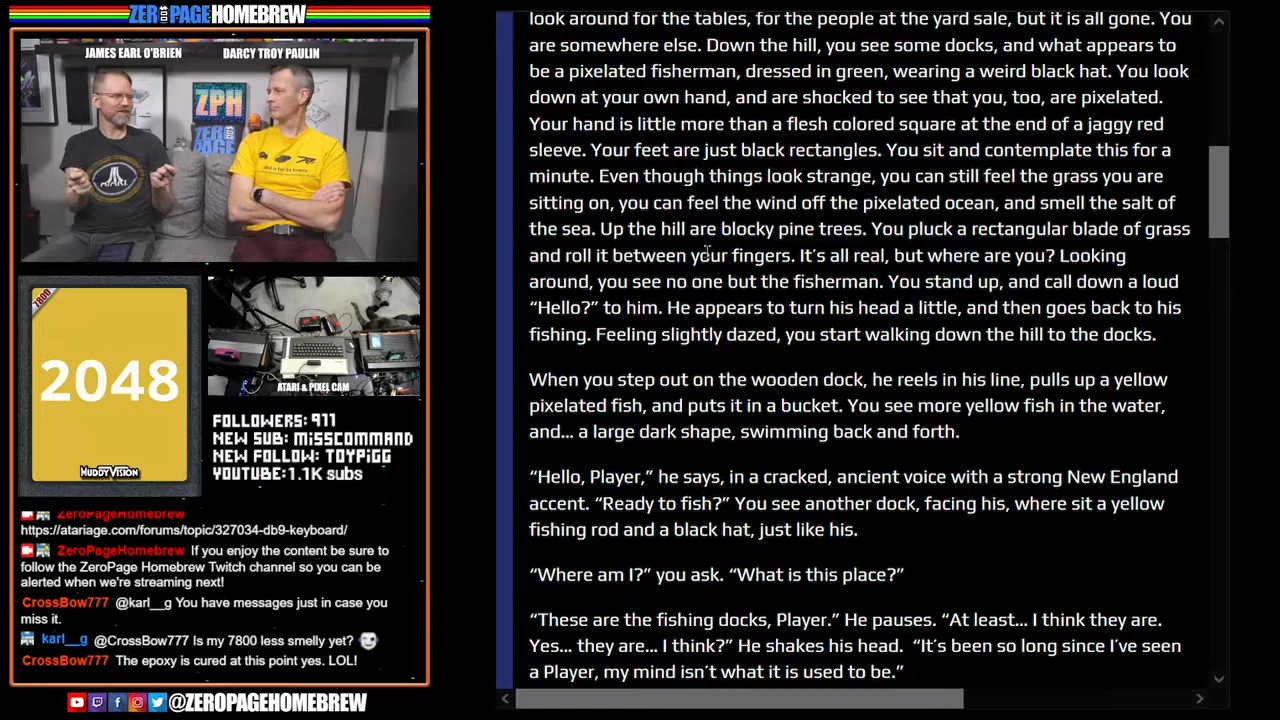 ZERO PAGE HOMEBREW
JAMES EARL O'BRIEN
DARCY TROY PAULIN
ZPH
ATARI
7800
2048
MUDDYVISION
ATARI & PIXEL CAM
FOLLOWERS: 911
NEW SUB: MISSCOMMAND
NEW FOLLOW: TOYPIGG
YOUTUBE: 1.1K subs
ZeroPageHomebrew
https://atariage.com/forums/topic/327034-db9-keyboard/
ZeroPageHomebrew If you enjoy the content be sure to
follow the ZeroPage Homebrew Twitch channel so you can be
alerted when we're streaming next!
CrossBow777 @karl__g You have messages just in case you
miss it.
karl__g @CrossBow777 Is my 7800 less smelly yet?
CrossBow777 The epoxy is cured at this point yes. LOL!
@ZEROPAGEHOMEBREW
look around for the tables, for the people at the yard sale, but it is all gone. You
are somewhere else. Down the hill, you see some docks, and what appears to
be a pixelated fisherman, dressed in green, wearing a weird black hat. You look
down at your own hand, and are shocked to see that you, too, are pixelated.
Your hand is little more than a flesh colored square at the end of a jaggy red
sleeve. Your feet are just black rectangles. You sit and contemplate this for a
minute. Even though things look strange, you can still feel the grass you are
sitting on, you can feel the wind off the pixelated ocean, and smell the salt of
the sea. Up the hill are blocky pine trees. You pluck a rectangular blade of grass
and roll it between your fingers. It's all real, but where are you? Looking
around, you see no one but the fisherman. You stand up, and call down a loud
“Hello?” to him. He appears to turn his head a little, and then goes back to his
fishing. Feeling slightly dazed, you start walking down the hill to the docks.
When you step out on the wooden dock, he reels in his line, pulls up a yellow
pixelated fish, and puts it in a bucket. You see more yellow fish in the water,
and… a large dark shape, swimming back and forth.
“Hello, Player,” he says, in a cracked, ancient voice with a strong New England
accent. “Ready to fish?” You see another dock, facing his, where sit a yellow
fishing rod and a black hat, just like his.
“Where am I?” you ask. “What is this place?”
“These are the fishing docks, Player.” He pauses. “At least… I think they are.
Yes… they are… I think?” He shakes his head.  “It´s been so long since I´ve seen
a Player, my mind isn´t what it is used to be.”